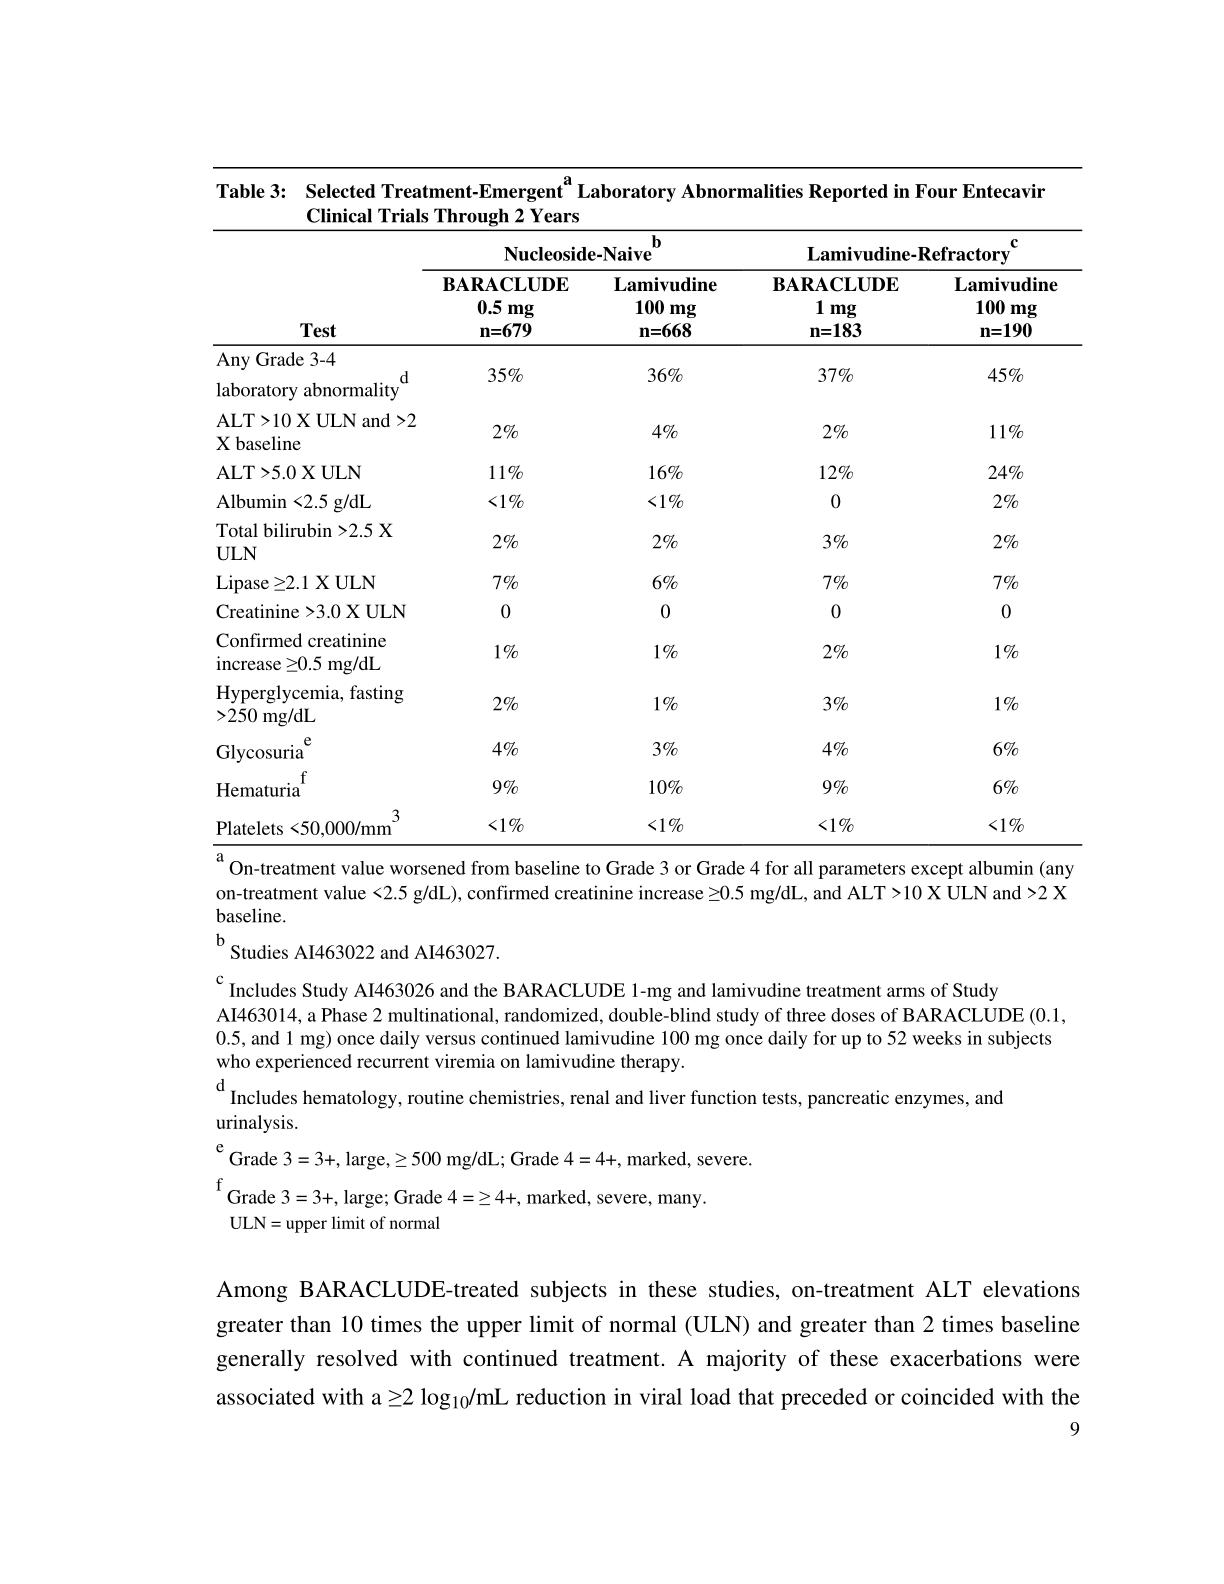 Table 3: Selected Treatment-Emergentª Laboratory Abnormalities Reported in Four Entecavir
Clinical Trials Through 2 Years
Nucleoside-Naive^b Lamivudine-Refractory^c
BARACLUDE Lamivudine BARACLUDE Lamivudine
0.5 mg 100 mg 1 mg 100 mg
Test n=679 n=668 n=183 n=190
Any Grade 3-4
laboratory abnormality^d 35% 36% 37% 45%
ALT >10 X ULN and >2
X baseline 2% 4% 2% 11%
ALT >5.0 X ULN 11% 16% 12% 24%
Albumin <2.5 g/dL <1% <1% 0 2%
Total bilirubin >2.5 X
ULN 2% 2% 3% 2%
Lipase ≥2.1 X ULN 7% 6% 7% 7%
Creatinine >3.0 X ULN 0 0 0 0
Confirmed creatinine
increase ≥0.5 mg/dL 1% 1% 2% 1%
Hyperglycemia, fasting
>250 mg/dL 2% 1% 3% 1%
Glycosuria^e 4% 3% 4% 6%
Hematuria^f 9% 10% 9% 6%
Platelets <50,000/mm³ <1% <1% <1% <1%
a On-treatment value worsened from baseline to Grade 3 or Grade 4 for all parameters except albumin (any
on-treatment value <2.5 g/dL), confirmed creatinine increase ≥0.5 mg/dL, and ALT >10 X ULN and >2 X
baseline.
b Studies AI463022 and AI463027.
c Includes Study AI463026 and the BARACLUDE 1-mg and lamivudine treatment arms of Study
AI463014, a Phase 2 multinational, randomized, double-blind study of three doses of BARACLUDE (0.1,
0.5, and 1 mg) once daily versus continued lamivudine 100 mg once daily for up to 52 weeks in subjects
who experienced recurrent viremia on lamivudine therapy.
d Includes hematology, routine chemistries, renal and liver function tests, pancreatic enzymes, and
urinalysis.
e Grade 3 = 3+, large, ≥ 500 mg/dL; Grade 4 = 4+, marked, severe.
f Grade 3 = 3+, large; Grade 4 = ≥ 4+, marked, severe, many.
ULN = upper limit of normal
Among BARACLUDE-treated subjects in these studies, on-treatment ALT elevations
greater than 10 times the upper limit of normal (ULN) and greater than 2 times baseline
generally resolved with continued treatment. A majority of these exacerbations were
associated with a ≥2 log₁₀/mL reduction in viral load that preceded or coincided with the
9